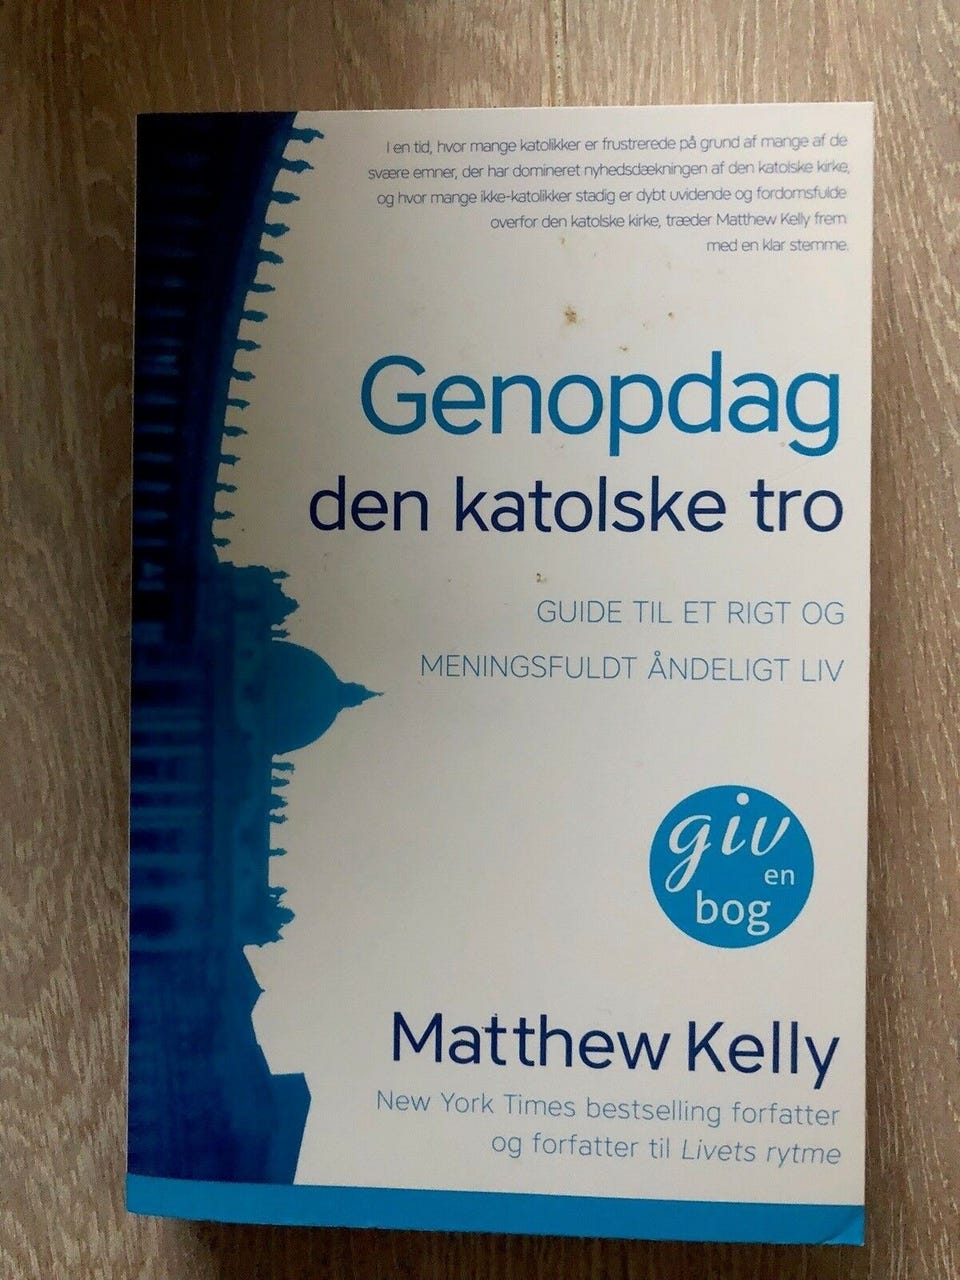 I en tid, hvor mange katolikker er frustrerede på grund af mange af de
svære emner, der har domineret nyhedsdækningen af den katolske kirke,
og hvor mange ikke-katolikker stadig er dybt uvidende og fordomsfulde
overfor den katolske kirke, træder Matthew Kelly frem
med en klar stemme.
Genopdag
den katolske tro
GUIDE TIL ET RIGT OG
MENINGSFULDT ÅNDELIGT LIV
giv
en
bog
Matthew Kelly
New York Times bestselling forfatter
og forfatter til Livets rytme